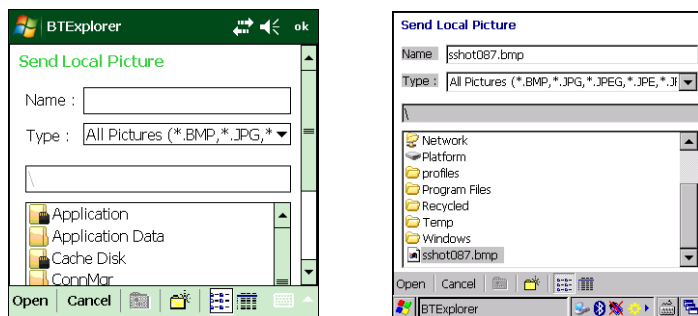 BTExplorer ok
Send Local Picture
Name :
Type : All Pictures (*.BMP,*.JPG,*
\
Application
Application Data
Cache Disk
ConnMgr
Open Cancel
Send Local Picture
Name sshot087.bmp
Type : All Pictures (*.BMP,*.JPG,*.JPEG,*.JPE,*.JF
\
Network
Platform
profiles
Program Files
Recycled
Temp
Windows
sshot087.bmp
Open Cancel
BTExplorer